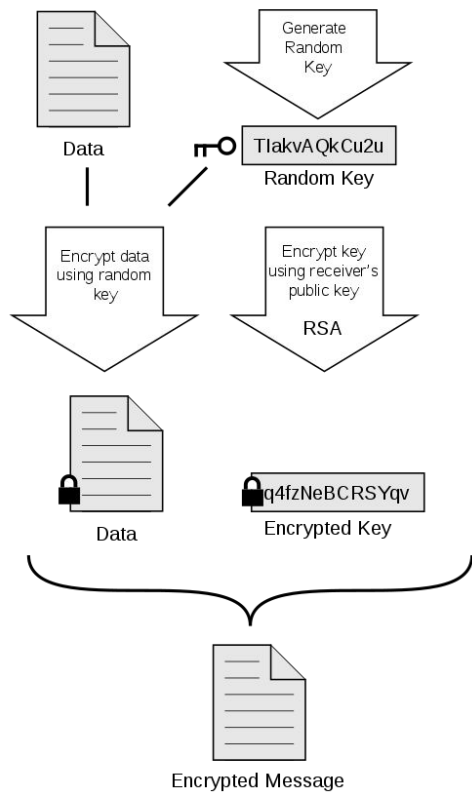 Generate
Random
Key
Data
TIakvAQkCu2u
Random Key
Encrypt data
using random
key
Encrypt key
using receiver's
public key
RSA
q4fzNeBCRSYqv
Data
Encrypted Key
Encrypted Message